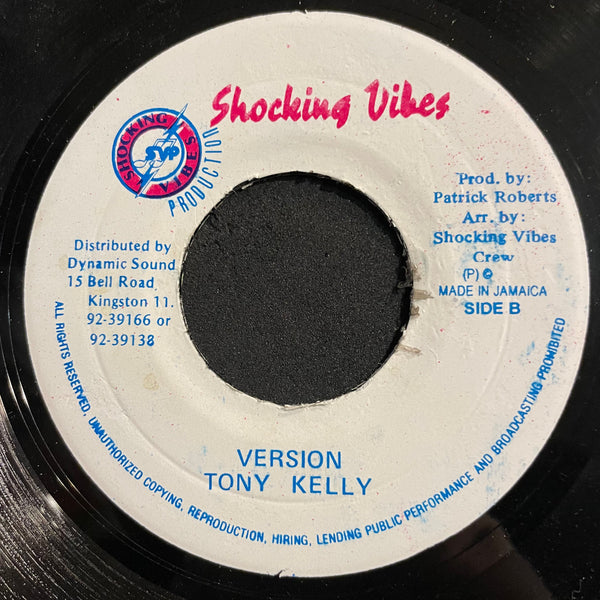 Shocking Vibes
SHOCKING VIBES
SVP
PRODUCTION
Prod. by:
Patrick Roberts
Arr. by:
Shocking Vibes
Crew
(P) ©
MADE IN JAMAICA
SIDE B
Distributed by
Dynamic Sound
15 Bell Road,
Kingston 11.
92-39166 or
92-39138
VERSION
TONY KELLY
ALL RIGHTS RESERVED, UNAUTHORIZED COPYING, REPRODUCTION, HIRING, LENDING PUBLIC PERFORMANCE AND BROADCASTING PROHIBITED